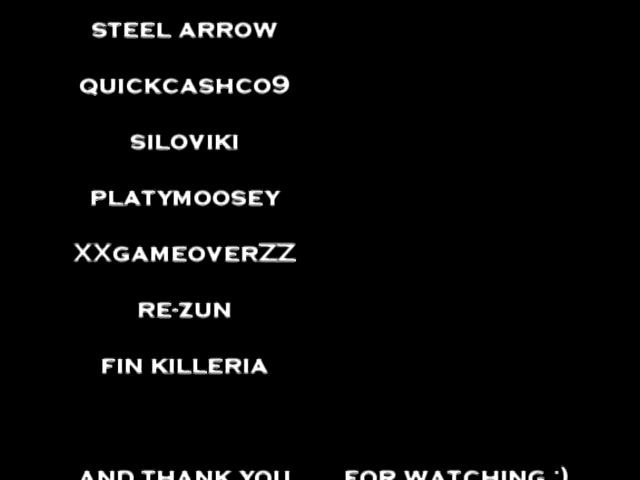 STEEL ARROW
QUICKCASHCO9
SILOVIKI
PLATYMOOSEY
XXGAMEOVERZZ
RE-ZUN
FIN KILLERIA
AND THANK YOU FOR WATCHING :)